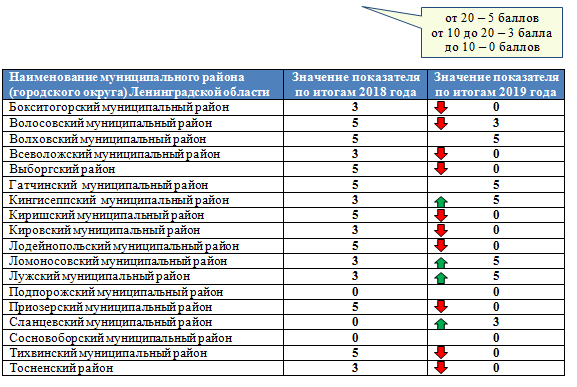 от 20 – 5 баллов
от 10 до 20 – 3 балла
до 10 – 0 баллов
Наименование муниципального района (городского округа) Ленинградской области Значение показателя по итогам 2018 года Значение показателя по итогам 2019 года
Бокситогорский муниципальный район 3 0
Волосовский муниципальный район 5 3
Волховский муниципальный район 5 5
Всеволожский муниципальный район 3 0
Выборгский район 5 0
Гатчинский муниципальный район 5 5
Кингисеппский муниципальный район 3 5
Киришский муниципальный район 5 0
Кировский муниципальный район 3 0
Лодейнопольский муниципальный район 5 0
Ломоносовский муниципальный район 3 5
Лужский муниципальный район 3 5
Подпорожский муниципальный район 0 0
Приозерский муниципальный район 5 0
Сланцевский муниципальный район 0 3
Сосновоборский муниципальный район 0 0
Тихвинский муниципальный район 5 0
Тосненский район 3 0